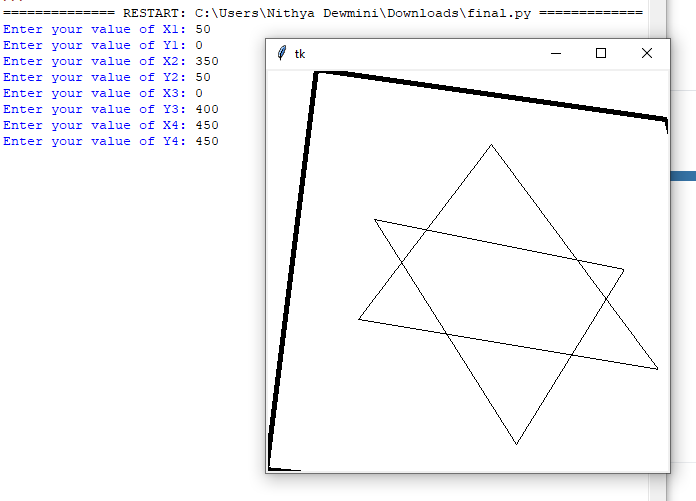 ============== RESTART: C:\Users\Nithya Dewmini\Downloads\final.py =============
Enter your value of X1: 50
Enter your value of Y1: 0
Enter your value of X2: 350
Enter your value of Y2: 50
Enter your value of X3: 0
Enter your value of Y3: 400
Enter your value of X4: 450
Enter your value of Y4: 450
tk